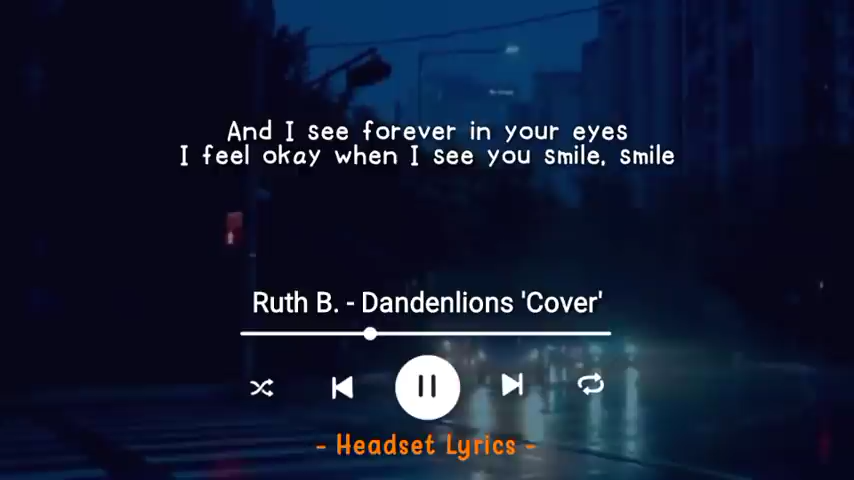 And I see forever in your eyes
I feel okay when I see you smile, smile
Ruth B. - Dandenlions 'Cover'
- Headset Lyrics -